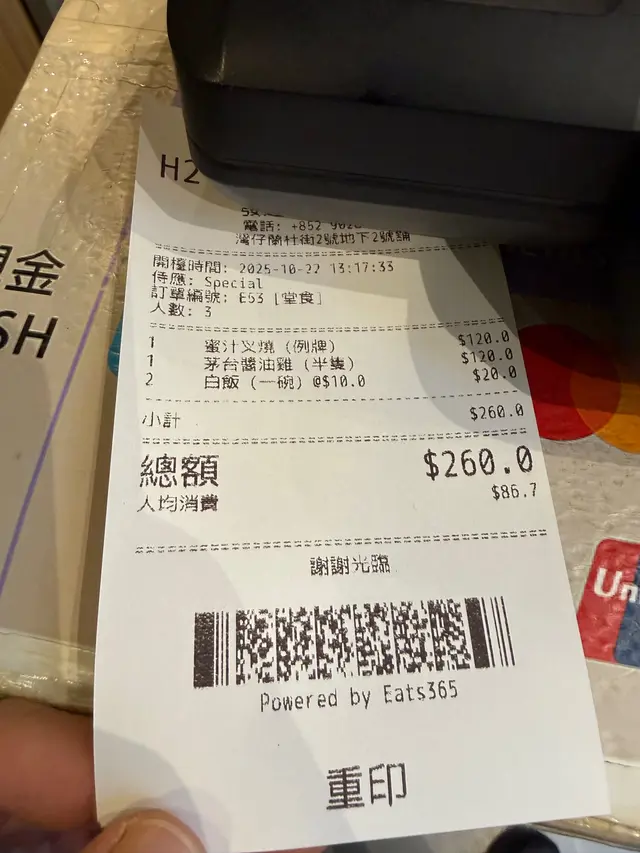 H2
電話: +852
灣仔蘭杜街2號地下2號舖
開檯時間: 2025-10-22 13:17:33
侍應: Special
訂單編號: E53 [堂食]
人數: 3
1 蜜汁叉燒 (例牌) $120.0
1 茅台醬油雞 (半隻) $120.0
2 白飯 (一碗) @$10.0 $20.0
小計 $260.0
總額 $260.0
人均消費 $86.7
謝謝光臨
Powered by Eats365
重印
金
SH
Un